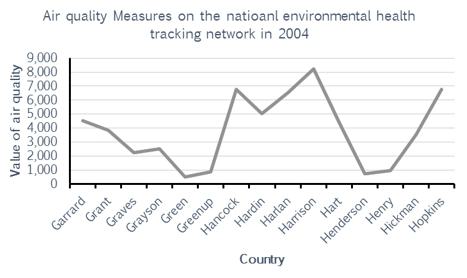 Air quality Measures on the natioanl environmental health
tracking network in 2004
Value of air quality
9,000
8,000
7,000
6,000
5,000
4,000
3,000
2,000
1,000
0
Garrard
Grant
Graves
Grayson
Green
Greenup
Hancock
Hardin
Harlan
Harrison
Hart
Henderson
Henry
Hickman
Hopkins
Country